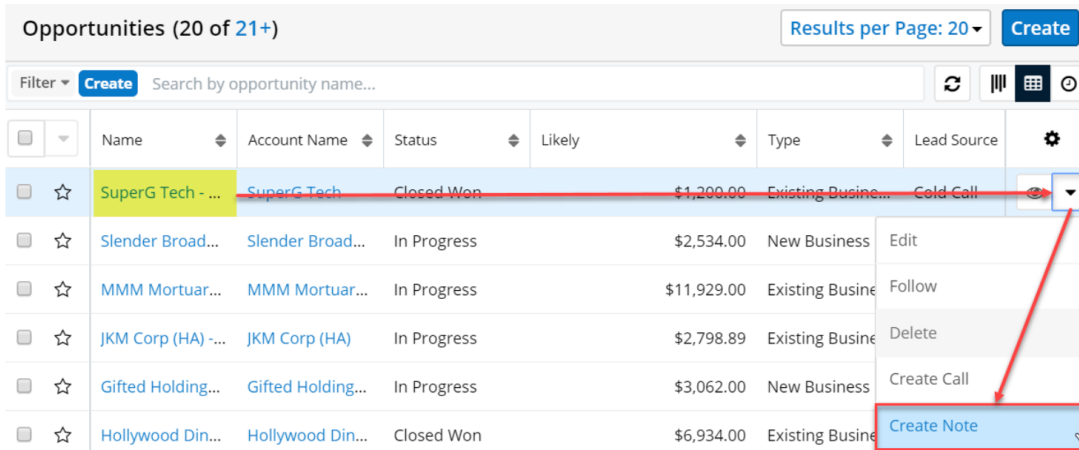 Opportunities (20 of 21+)
Results per Page: 20
Create
Filter
Create
Search by opportunity name...
Name
Account Name
Status
Likely
Type
Lead Source
SuperG Tech - ...
SuperG Tech
Closed Won
$1,200.00
Existing Busine...
Cold Call
Slender Broad...
Slender Broad...
In Progress
$2,534.00
New Business
Edit
MMM Mortuar...
MMM Mortuar...
In Progress
$11,929.00
Existing Busine
Follow
JKM Corp (HA) -...
JKM Corp (HA)
In Progress
$2,798.89
Existing Busine
Delete
Gifted Holding...
Gifted Holding...
In Progress
$3,062.00
New Business
Create Call
Hollywood Din...
Hollywood Din...
Closed Won
$6,934.00
Existing Busine
Create Note